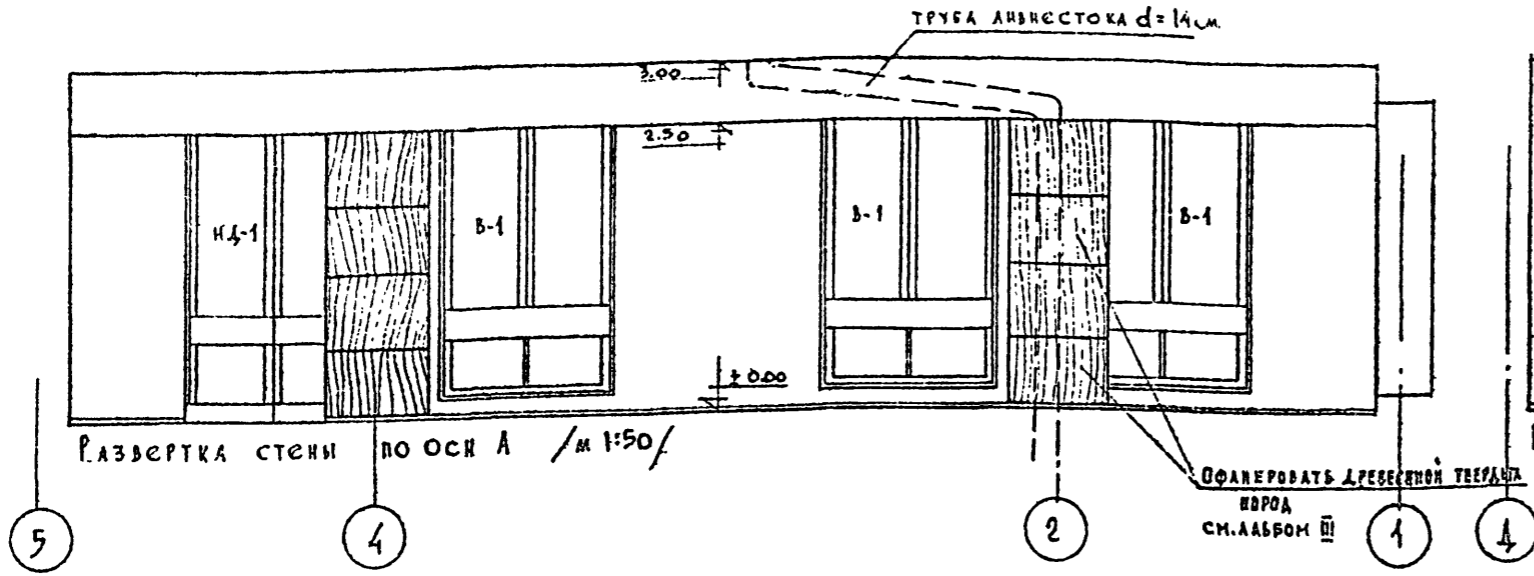 ТРУБА ЛИВНЕСТОКА d=14см.
3.00
2.50
НД-1
В-1
В-1
В-1
± 0.00
РАЗВЕРТКА СТЕНЫ ПО ОСИ А /М 1:50/
ОФАНЕРОВАТЬ ДРЕВЕСИНОЙ ТВЕРДЫХ
ПОРОД
СМ. АЛЬБОМ III
5
4
2
1
Д